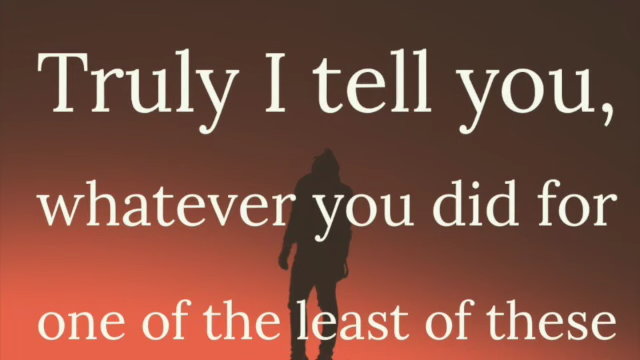 Truly I tell you,
whatever you did for
one of the least of these